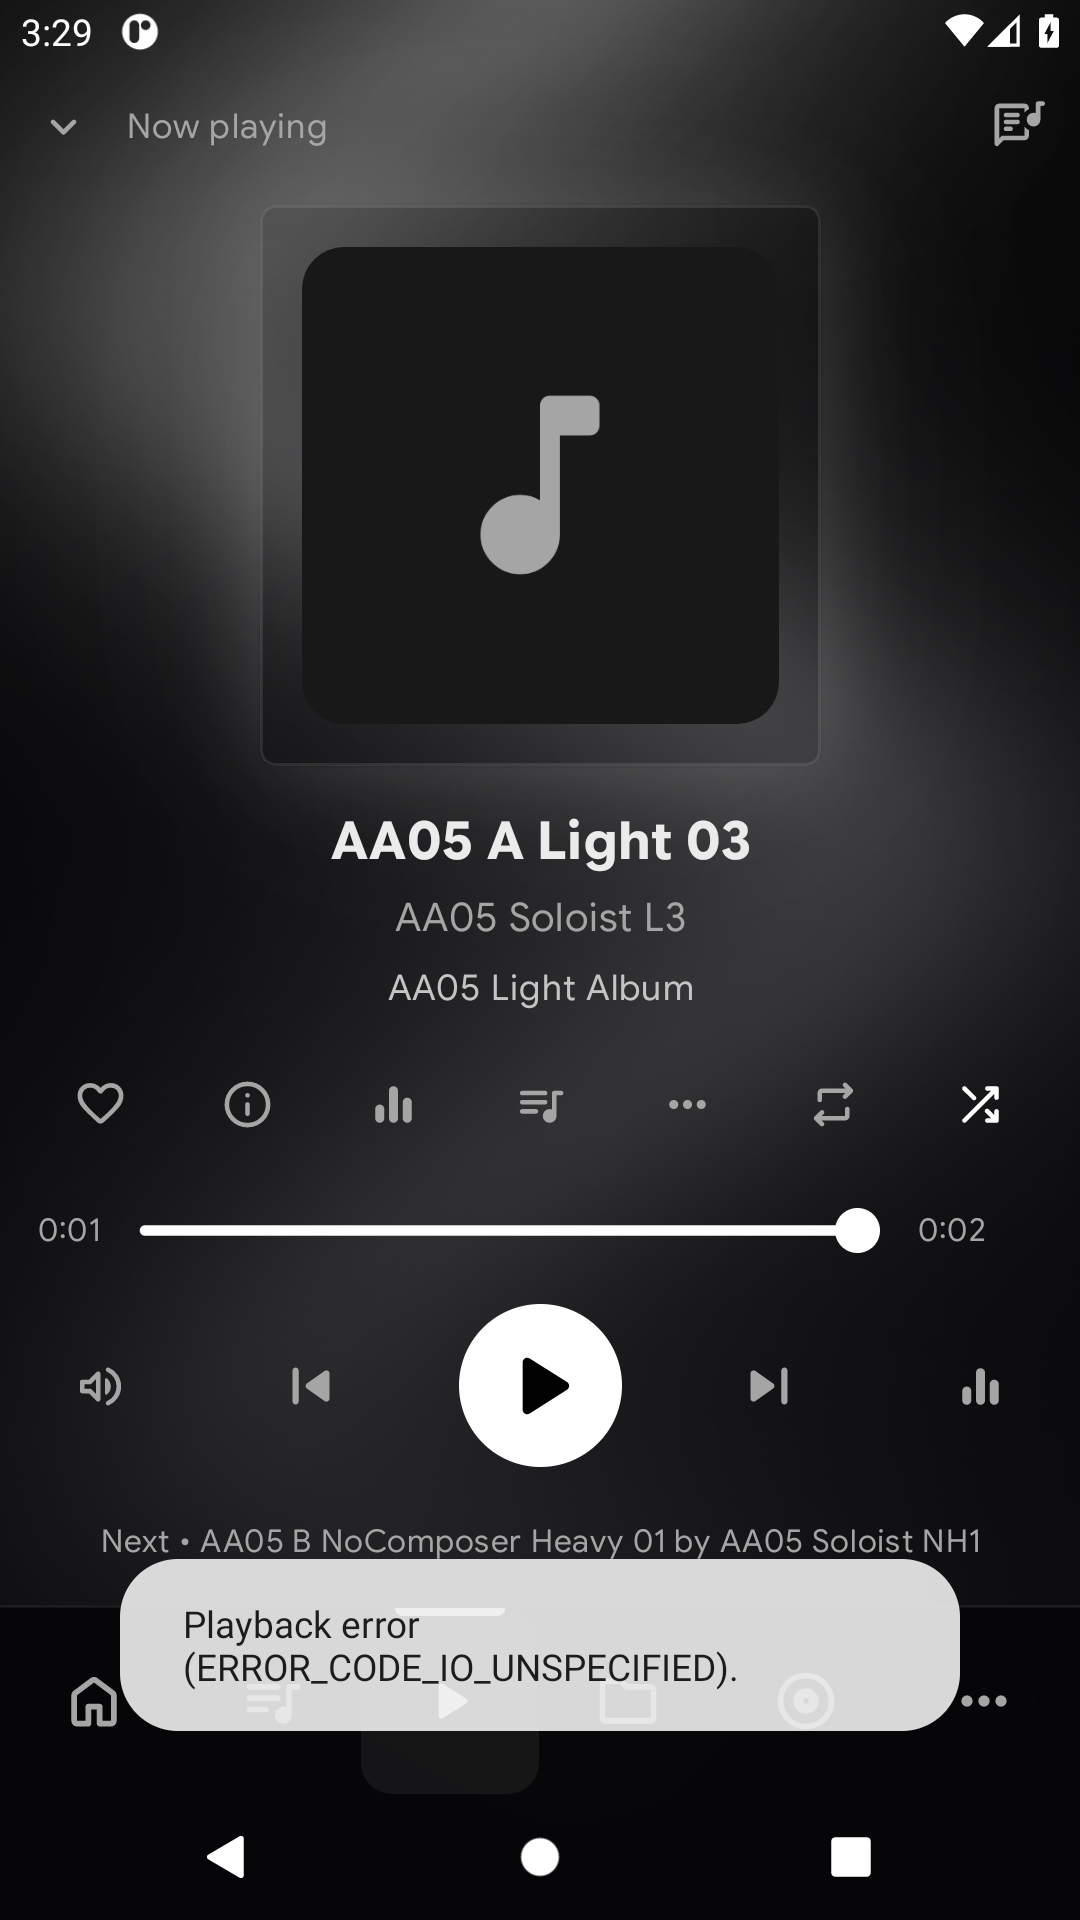 3:29
Now playing
AA05 A Light 03
AA05 Soloist L3
AA05 Light Album
0:01
0:02
Next • AA05 B NoComposer Heavy 01 by AA05 Soloist NH1
Playback error
(ERROR_CODE_IO_UNSPECIFIED).